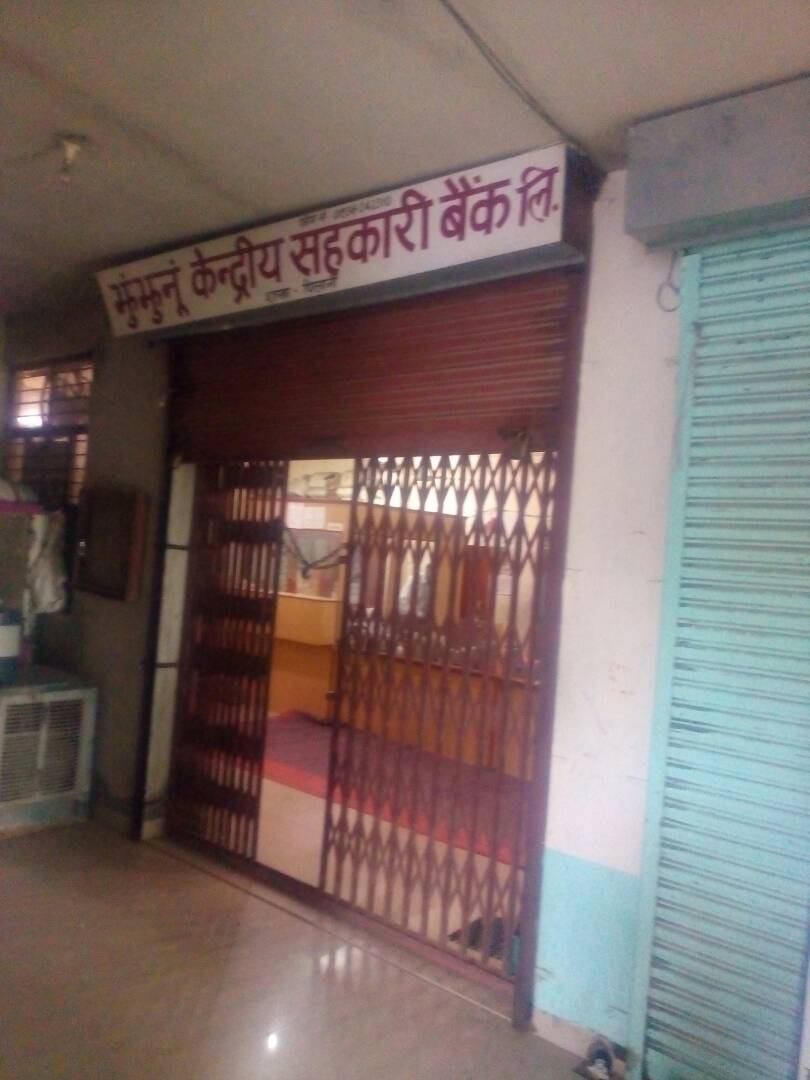 झुंझुनूं केन्द्रीय सहकारी बैंक लि.
शाखा - पिलानी